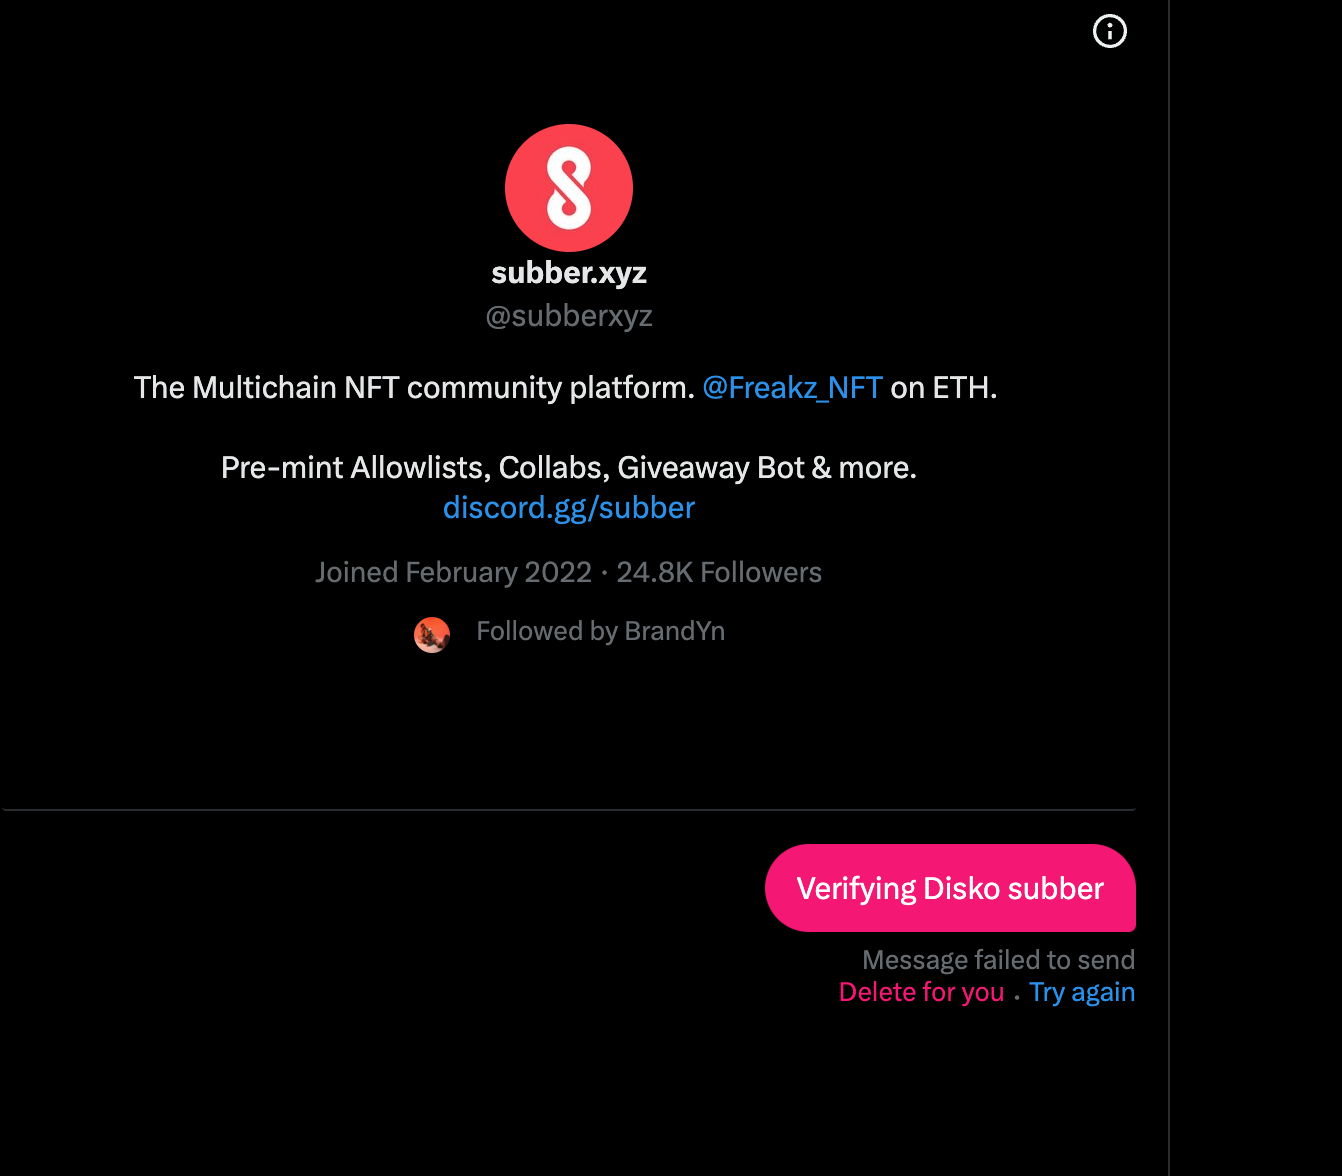 subber.xyz
@subberxyz
The Multichain NFT community platform. @Freakz_NFT on ETH.
Pre-mint Allowlists, Collabs, Giveaway Bot & more.
discord.gg/subber
Joined February 2022 · 24.8K Followers
Followed by BrandYn
Verifying Disko subber
Message failed to send
Delete for you · Try again